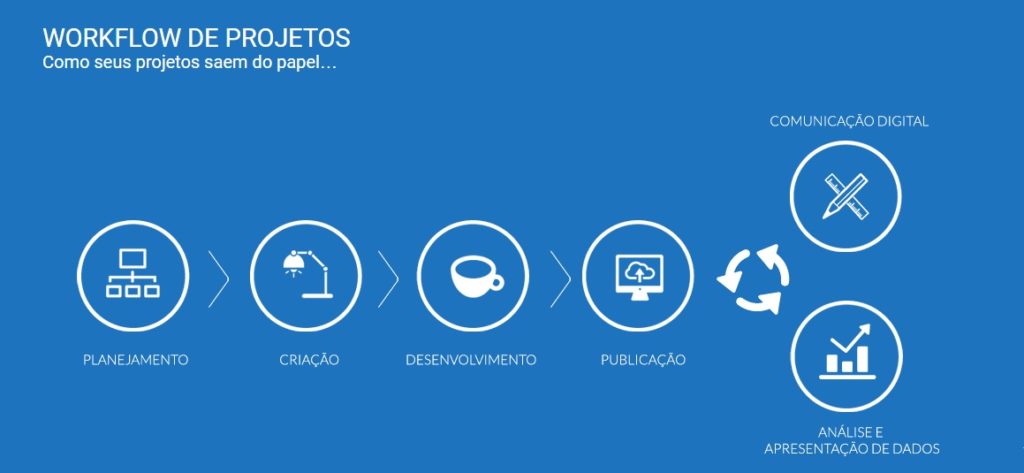 WORKFLOW DE PROJETOS
Como seus projetos saem do papel...
COMUNICAÇÃO DIGITAL
PLANEJAMENTO
CRIAÇÃO
DESENVOLVIMENTO
PUBLICAÇÃO
ANÁLISE E
APRESENTAÇÃO DE DADOS